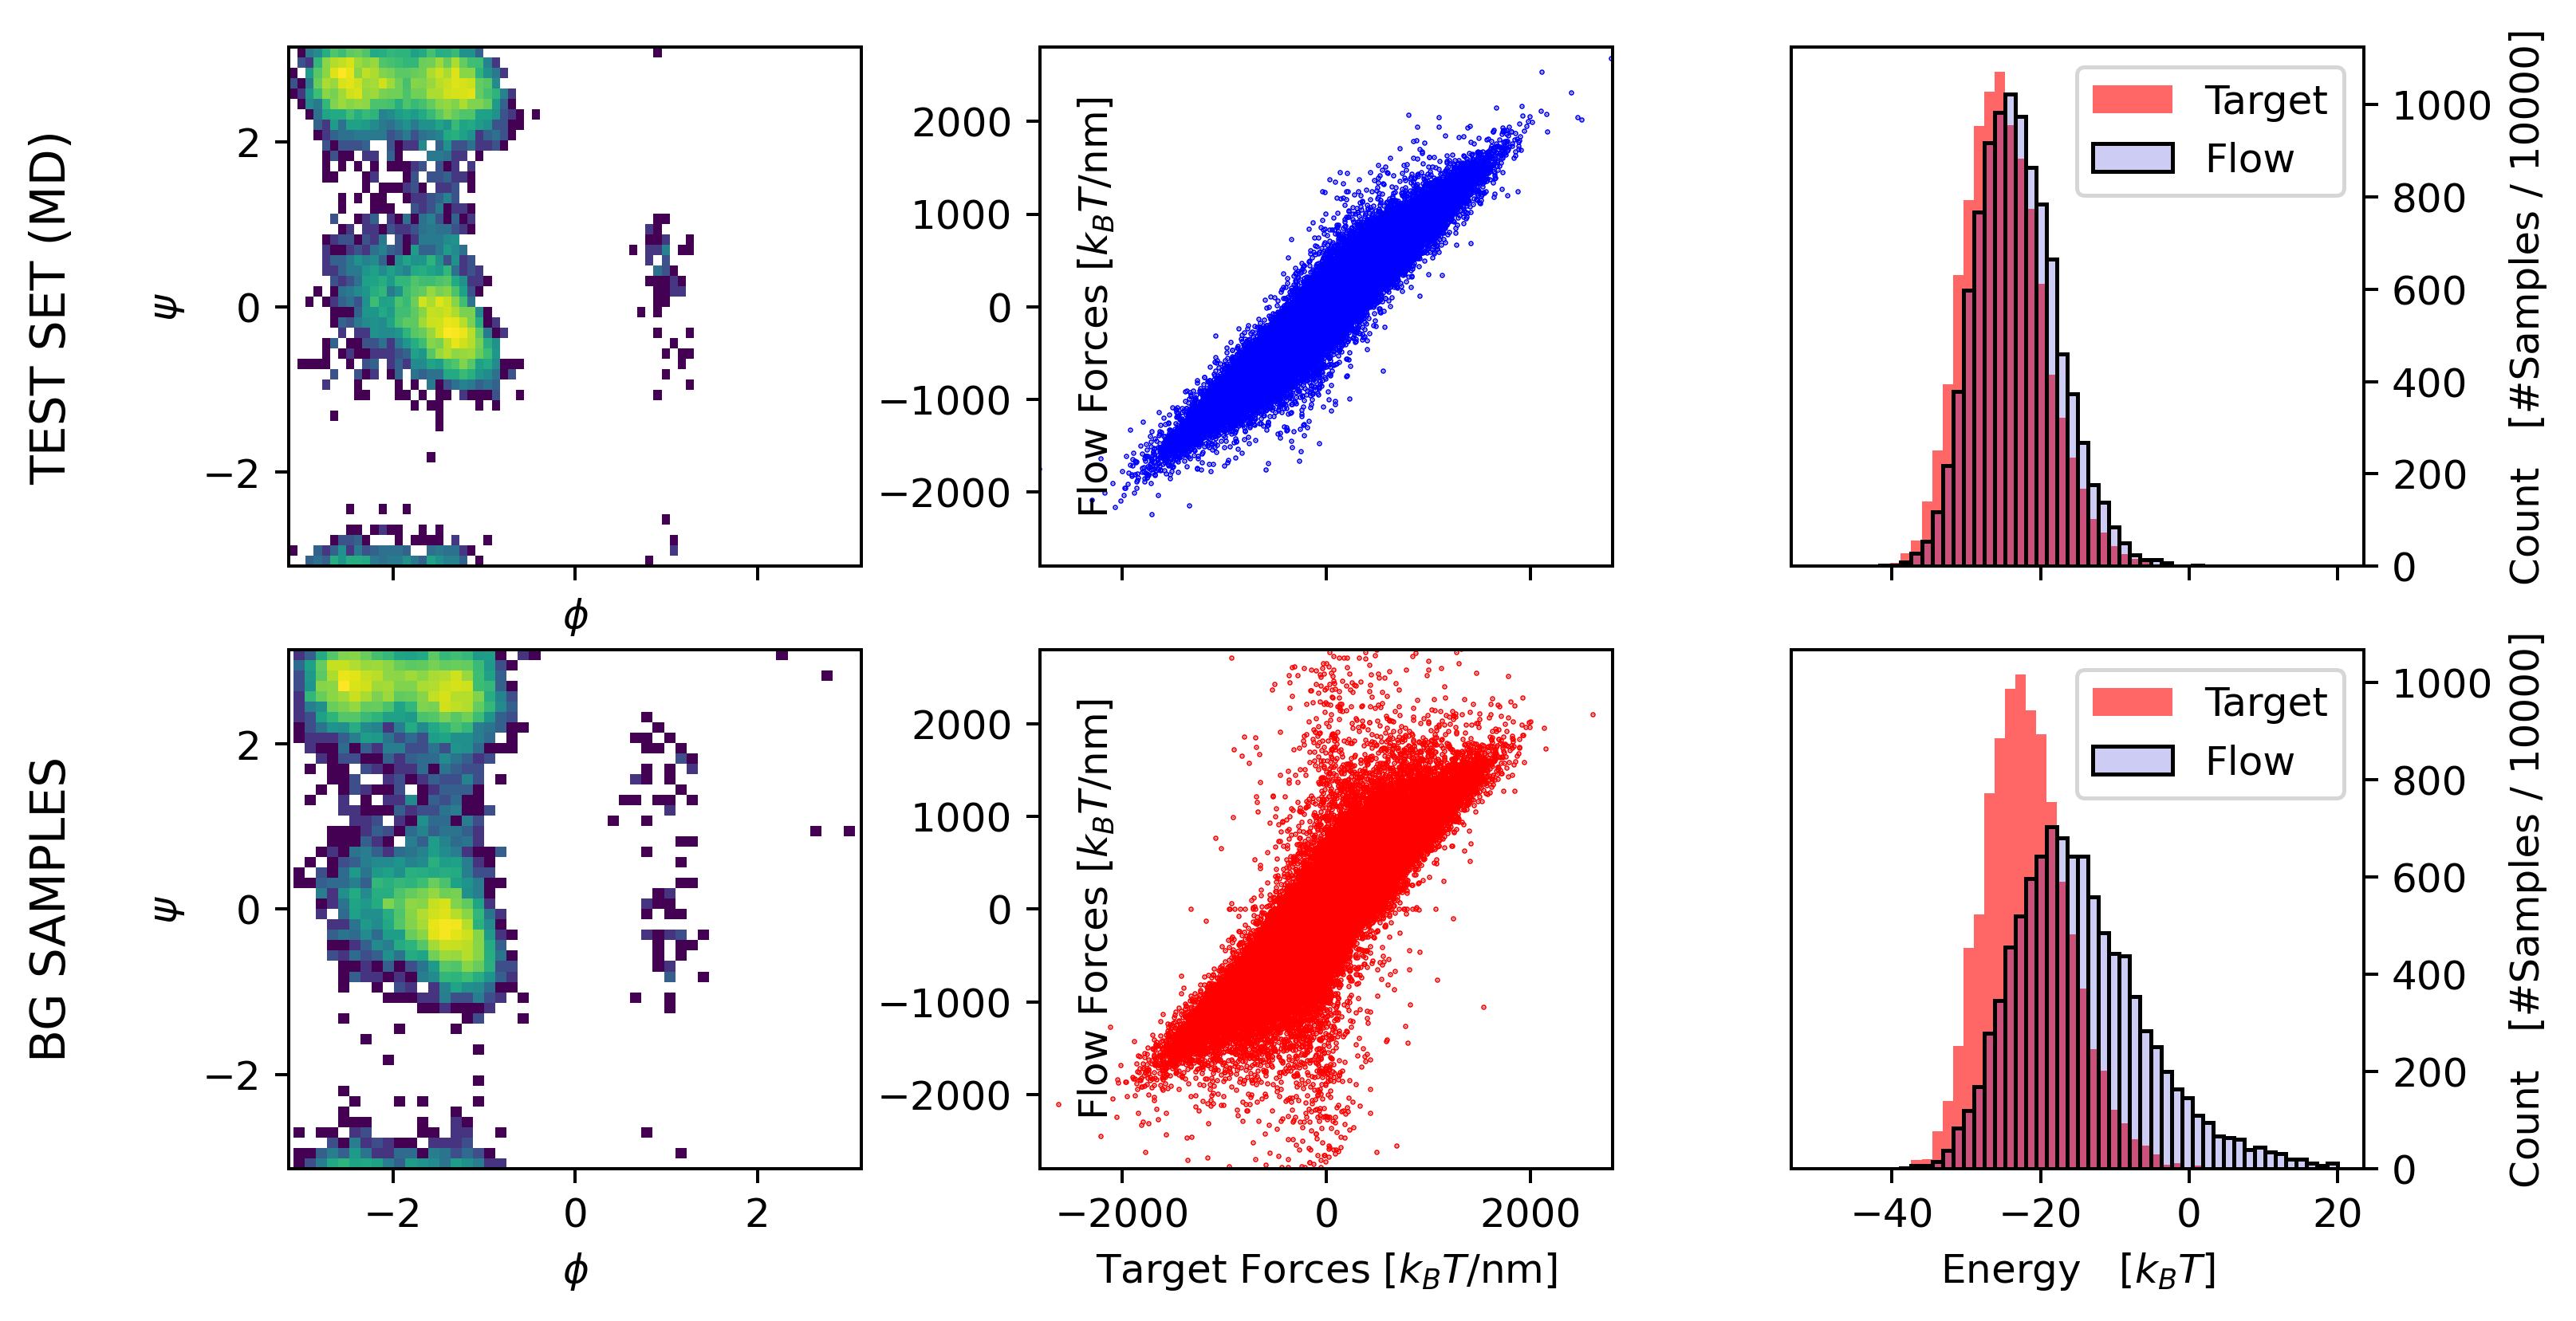 TEST SET (MD)
ψ
2
0
−2
ϕ
Flow Forces [k_BT/nm]
2000
1000
0
−1000
−2000
Target
Flow
1000
800
600
400
200
0
Count [#Samples / 10000]
BG SAMPLES
ψ
2
0
−2
−2 0 2
ϕ
Flow Forces [k_BT/nm]
2000
1000
0
−1000
−2000
−2000 0 2000
Target Forces [k_BT/nm]
Target
Flow
1000
800
600
400
200
0
Count [#Samples / 10000]
−40 −20 0 20
Energy [k_BT]